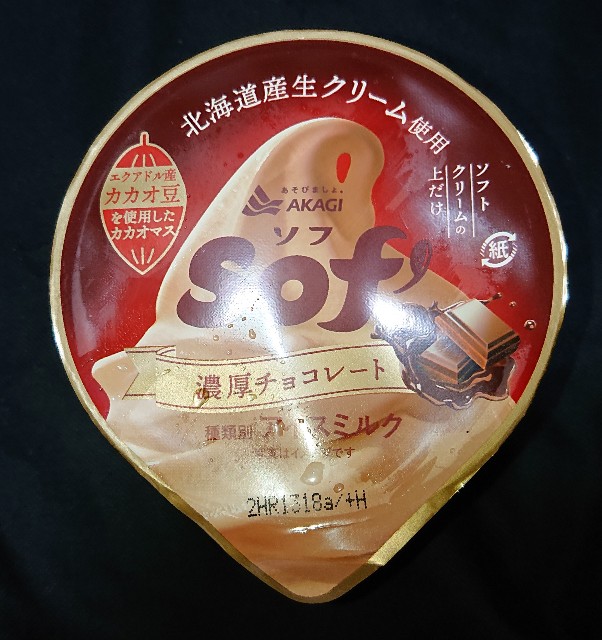 北海道産生クリーム使用
エクアドル産
カカオ豆
を使用した
カカオマス
あそびましょ。
AKAGI
ソフト
クリームの
上だけ
紙
ソフ
Sof'
濃厚チョコレート
種類別 アイスミルク
です
2HR1318a/+H